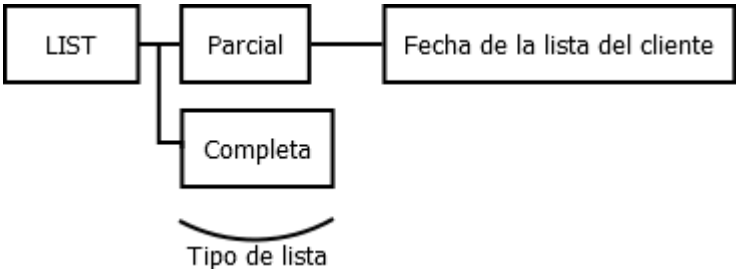 LIST
Parcial
Fecha de la lista del cliente
Completa
Tipo de lista